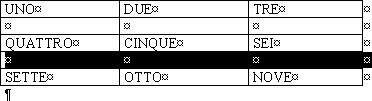 UNO¤ DUE¤ TRE¤ ¤
¤ ¤ ¤ ¤
QUATTRO¤ CINQUE¤ SEI¤ ¤
¤ ¤ ¤ ¤
SETTE¤ OTTO¤ NOVE¤ ¤
¶